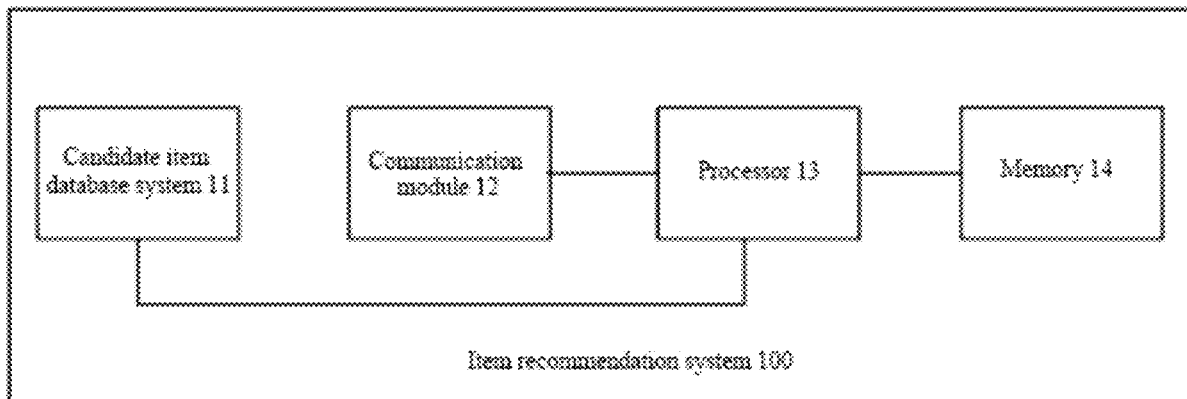 Candidate item
database system 11
Communication
module 12
Processor 13
Memory 14
Item recommendation system 100